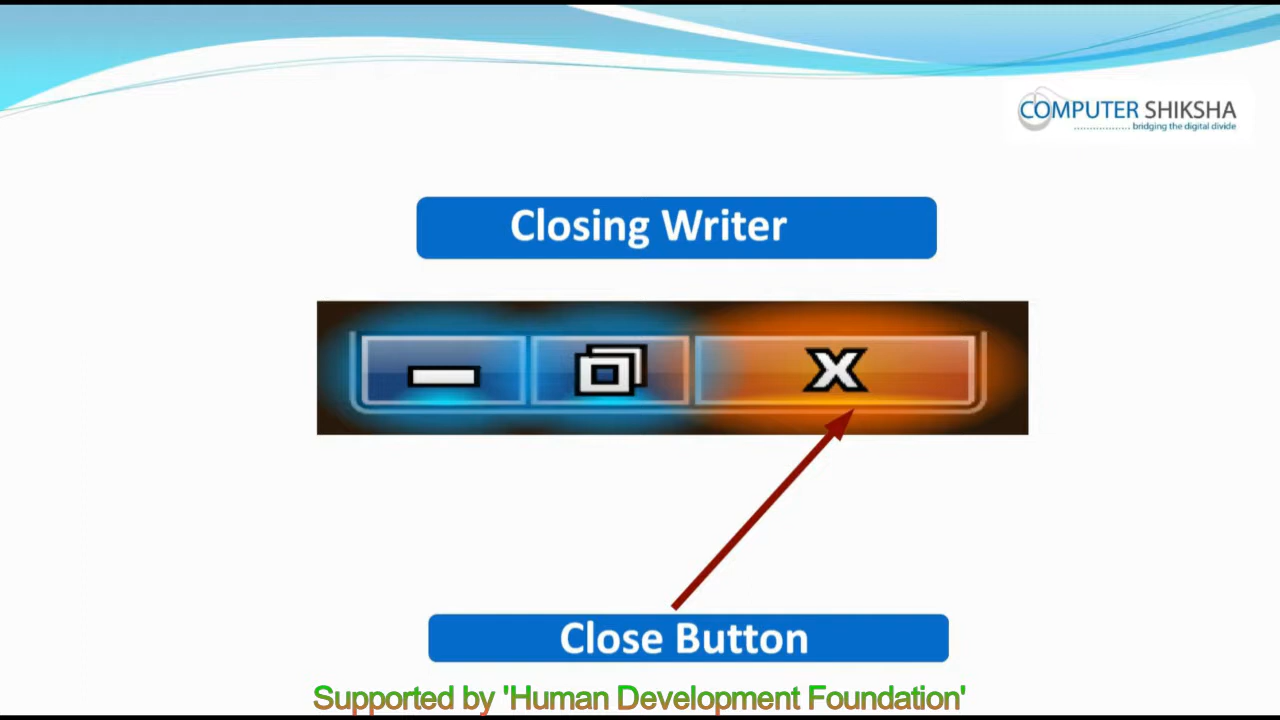 COMPUTER SHIKSHA
bridging the digital divide
Closing Writer
X
Close Button
Supported by 'Human Development Foundation'